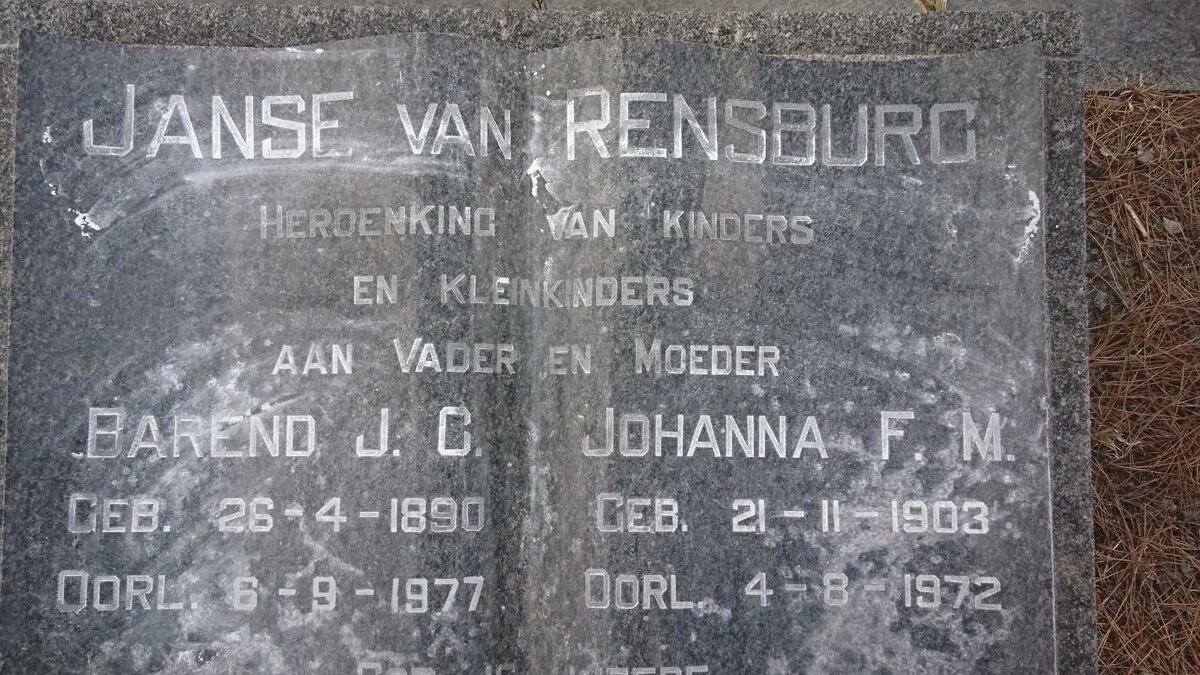 JANSE VAN RENSBURG
HERDENKING VAN KINDERS
EN KLEINKINDERS
AAN VADER EN MOEDER
BAREND J. C. JOHANNA F. M.
GEB. 26-4-1890 GEB. 21-11-1903
OORL. 6-9-1977 OORL. 4-8-1972